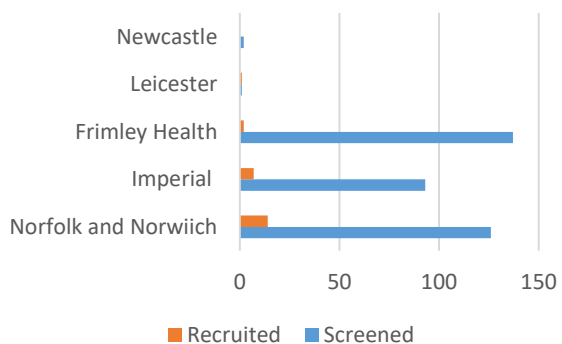 Newcastle
Leicester
Frimley Health
Imperial
Norfolk and Norwiich
0 50 100 150
Recruited Screened